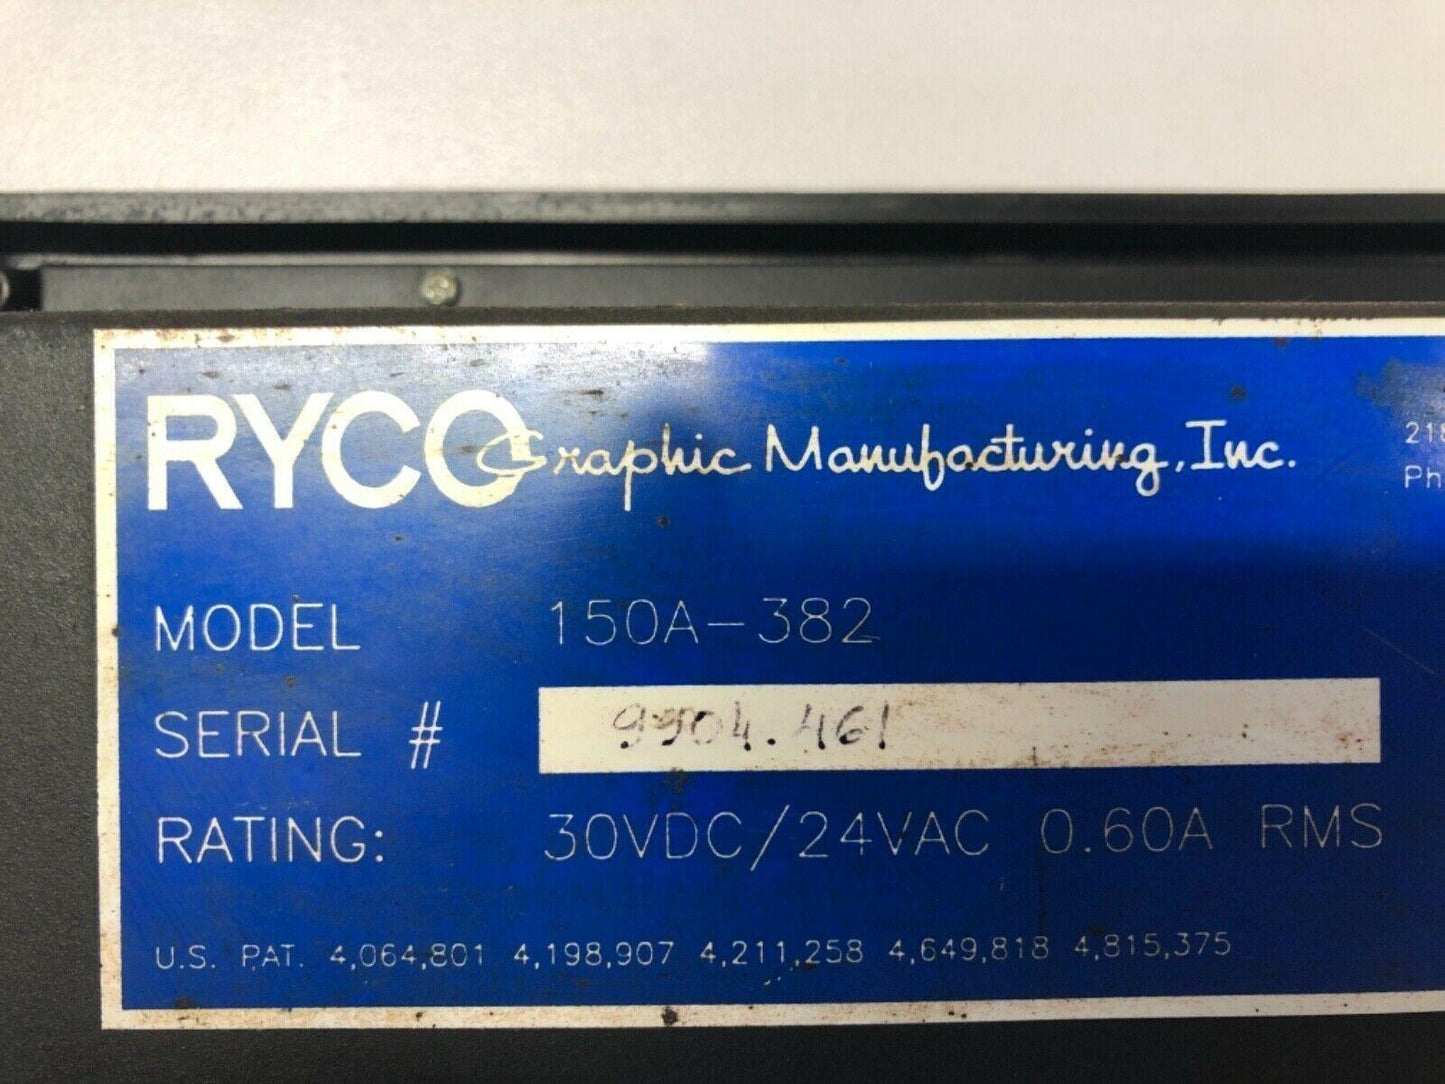 RYCO Graphic Manufacturing, Inc.
MODEL 150A-382
SERIAL # 9904.461
RATING: 30VDC/24VAC 0.60A RMS
U.S. PAT. 4,064,801 4,198,907 4,211,258 4,649,818 4,815,375